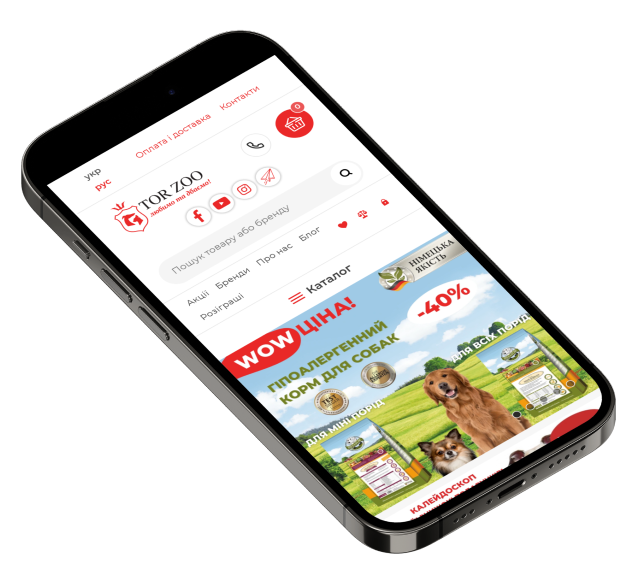 укр
рус
Оплата і доставка
Контакти
0
TOR ZOO
любимо та дбаємо!
Пошук товару або бренду
Акції Бренди Про нас Блог
Розіграші
Каталог
НІМЕЦЬКА
ЯКІСТЬ
WOW ЦІНА!
-40%
ГІПОАЛЕРГЕННИЙ
КОРМ ДЛЯ СОБАК
ДЛЯ ВСІХ ПОРІД
ДЛЯ МІНІ ПОРІД
КАЛЕЙДОСКОП